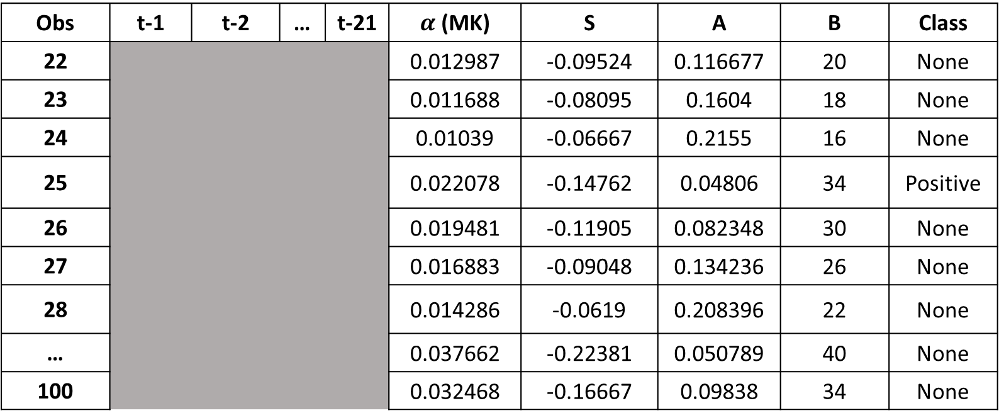 Obs t-1 t-2 ... t-21 α (MK) S A B Class
22 0.012987 -0.09524 0.116677 20 None
23 0.011688 -0.08095 0.1604 18 None
24 0.01039 -0.06667 0.2155 16 None
25 0.022078 -0.14762 0.04806 34 Positive
26 0.019481 -0.11905 0.082348 30 None
27 0.016883 -0.09048 0.134236 26 None
28 0.014286 -0.0619 0.208396 22 None
... 0.037662 -0.22381 0.050789 40 None
100 0.032468 -0.16667 0.09838 34 None